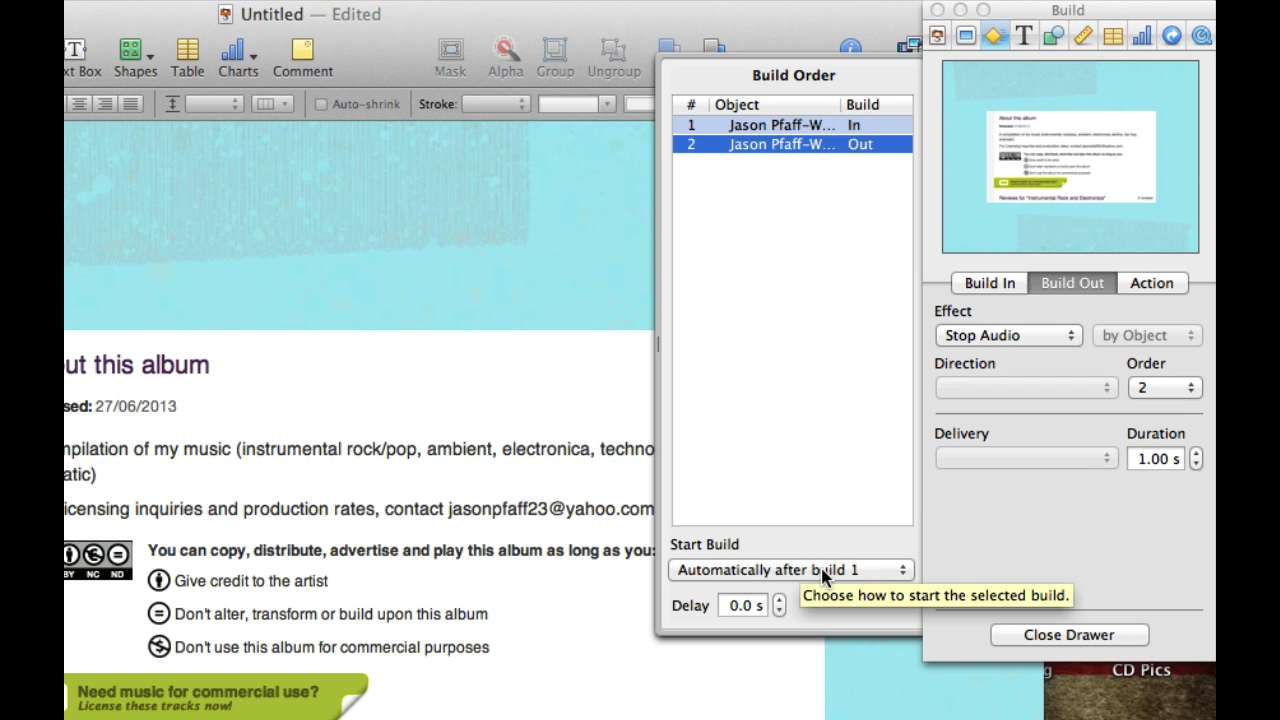 Untitled — Edited
Build
xt Box Shapes Table Charts Comment Mask Alpha Group Ungroup
Auto-shrink Stroke:
Build Order
# Object Build
1 Jason Pfaff-W... In
2 Jason Pfaff-W... Out
About this album
Build In Build Out Action
Effect
Stop Audio by Object
Direction Order
2
Delivery Duration
1.00 s
ut this album
sed: 27/06/2013
npilation of my music (instrumental rock/pop, ambient, electronica, techno
atic)
icensing inquiries and production rates, contact jasonpfaff23@yahoo.com
BY NC ND
You can copy, distribute, advertise and play this album as long as you:
Give credit to the artist
Don't alter, transform or build upon this album
Don't use this album for commercial purposes
Need music for commercial use?
License these tracks now!
Start Build
Automatically after build 1
Choose how to start the selected build.
Delay 0.0 s
Close Drawer
g CD Pics